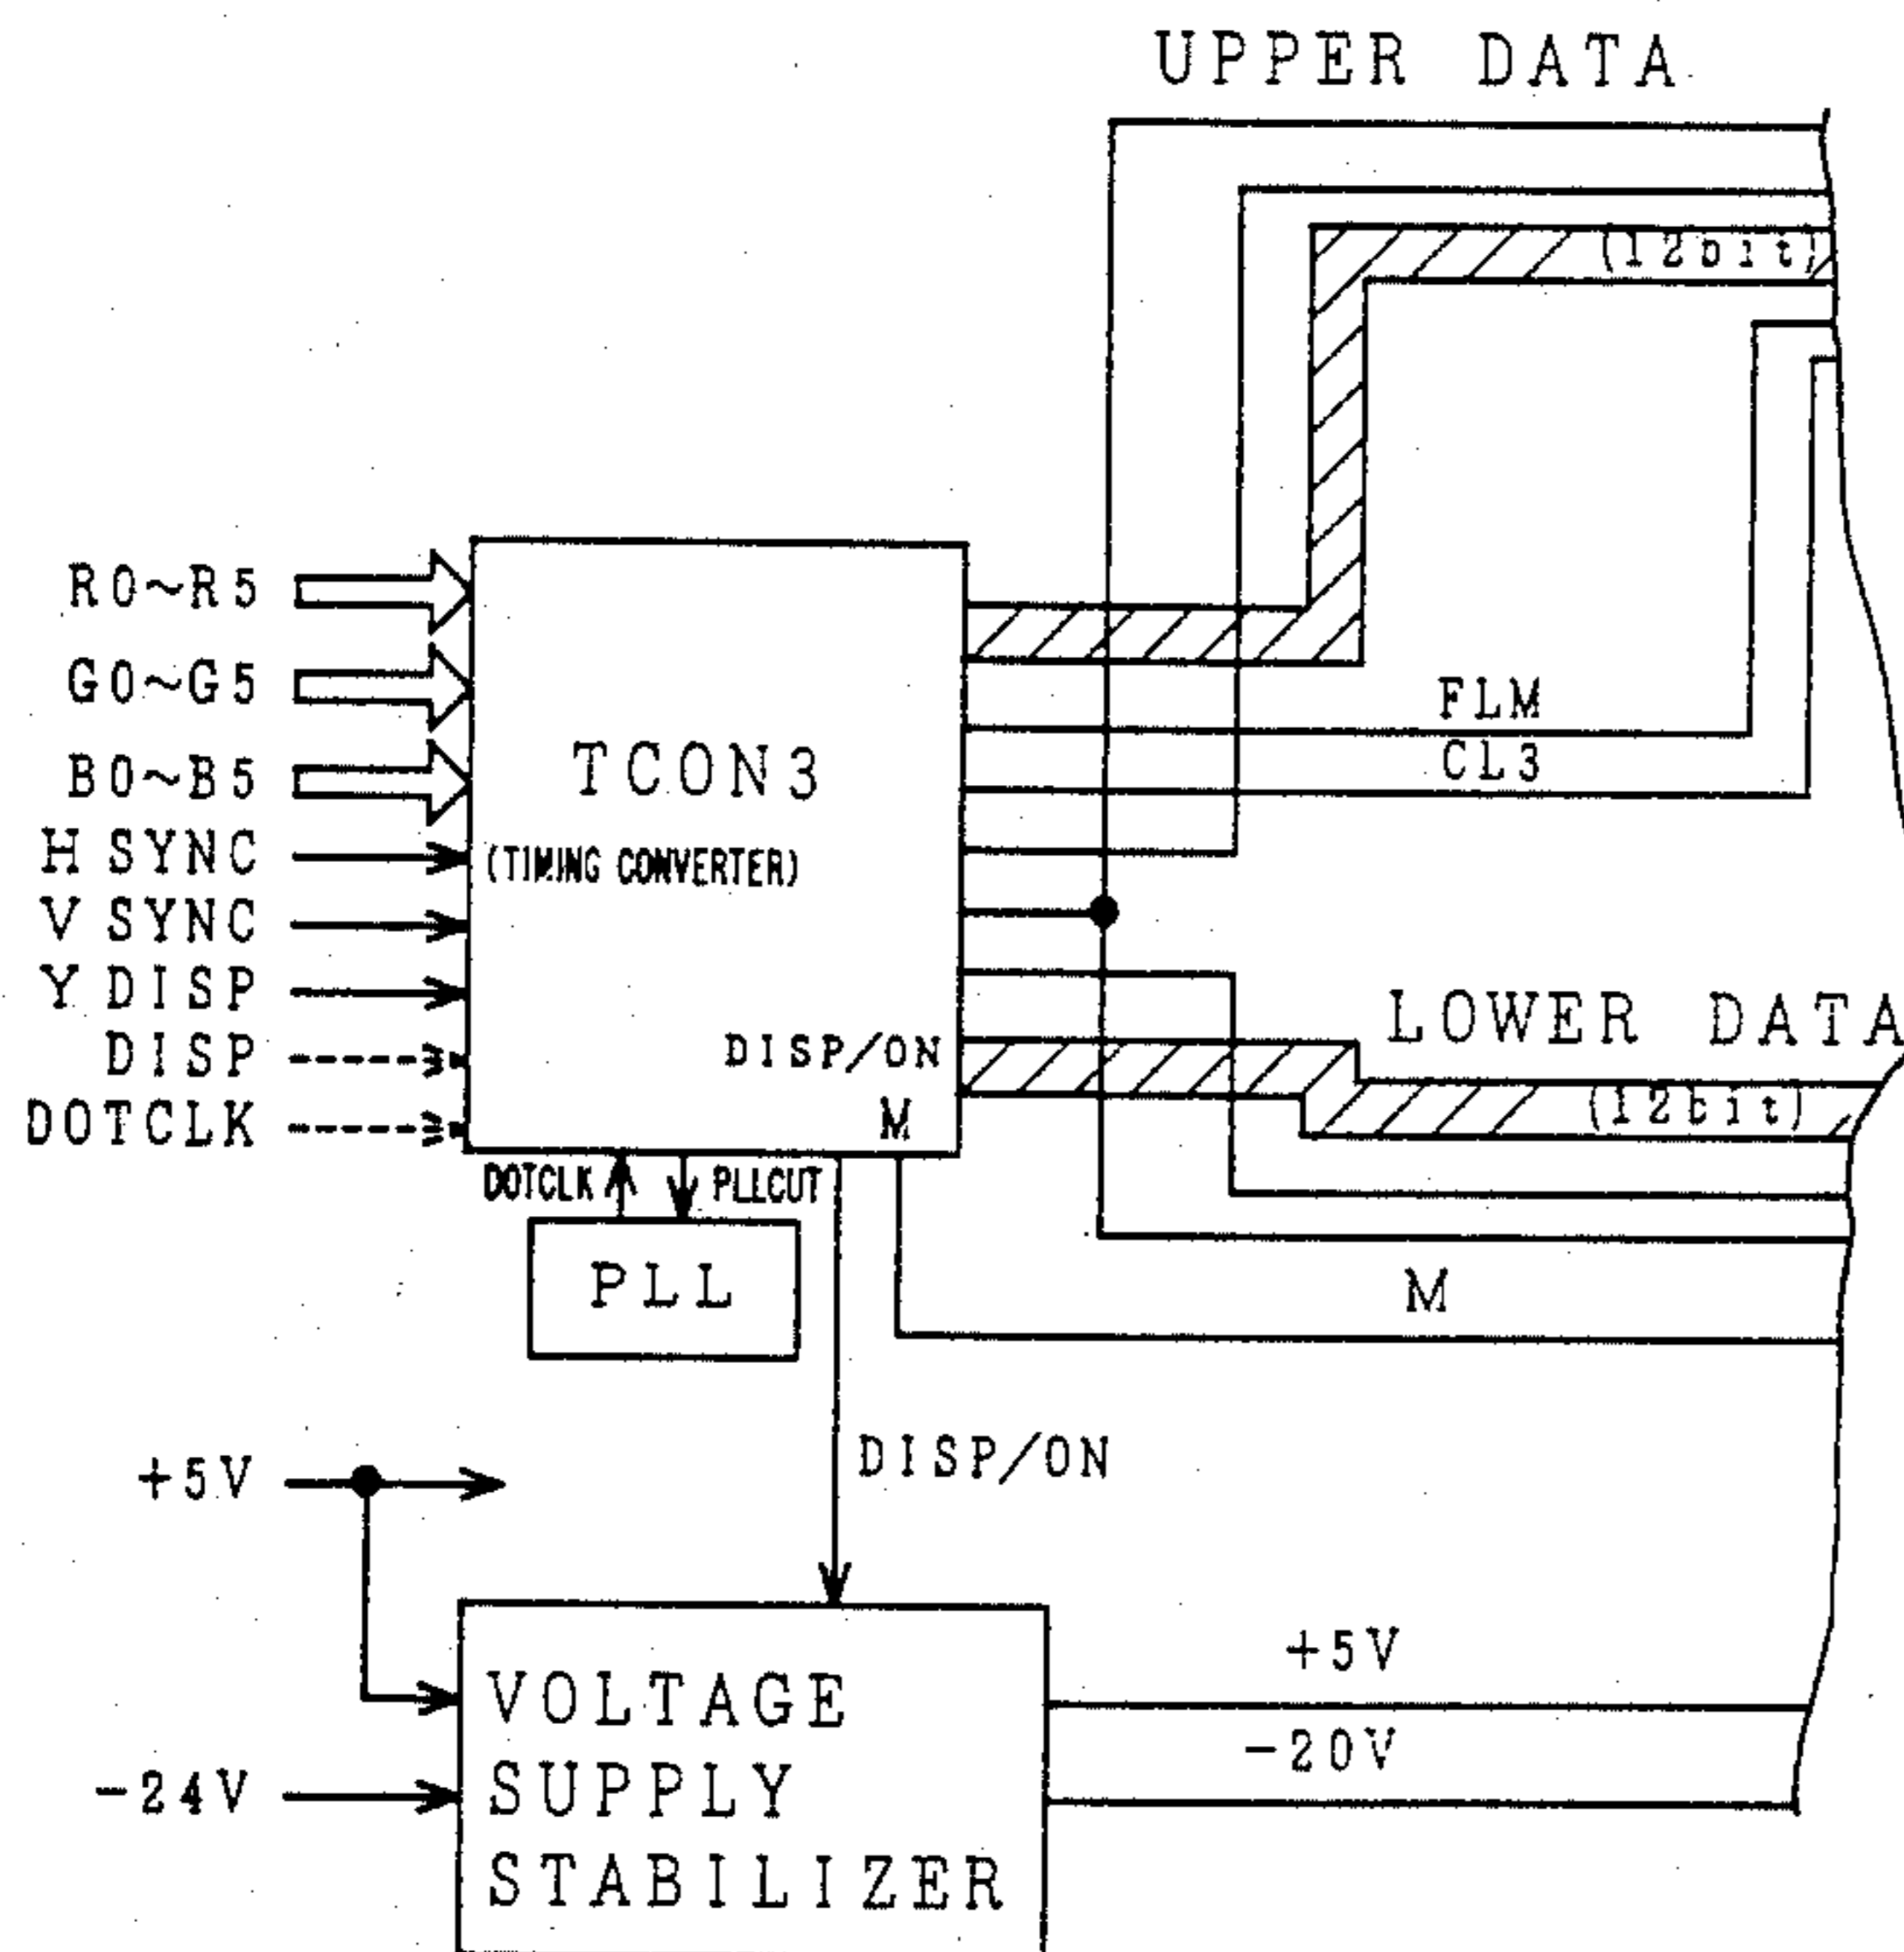 UPPER DATA
(12bit)
R0~R5
G0~G5
B0~B5
H SYNC
V SYNC
Y DISP
DISP
DOTCLK
TCON3
(TIMING CONVERTER)
DISP/ON
M
FLM
CL3
LOWER DATA
(12bit)
DOTCLK
PLLCUT
PLL
M
DISP/ON
+5V
-24V
VOLTAGE
SUPPLY
STABILIZER
+5V
-20V